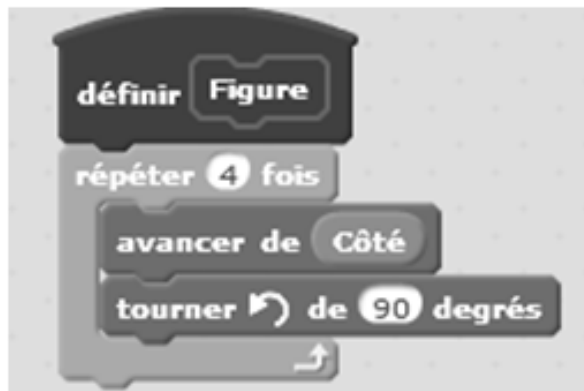 définir Figure
répéter 4 fois
avancer de Côté
tourner de 90 degrés